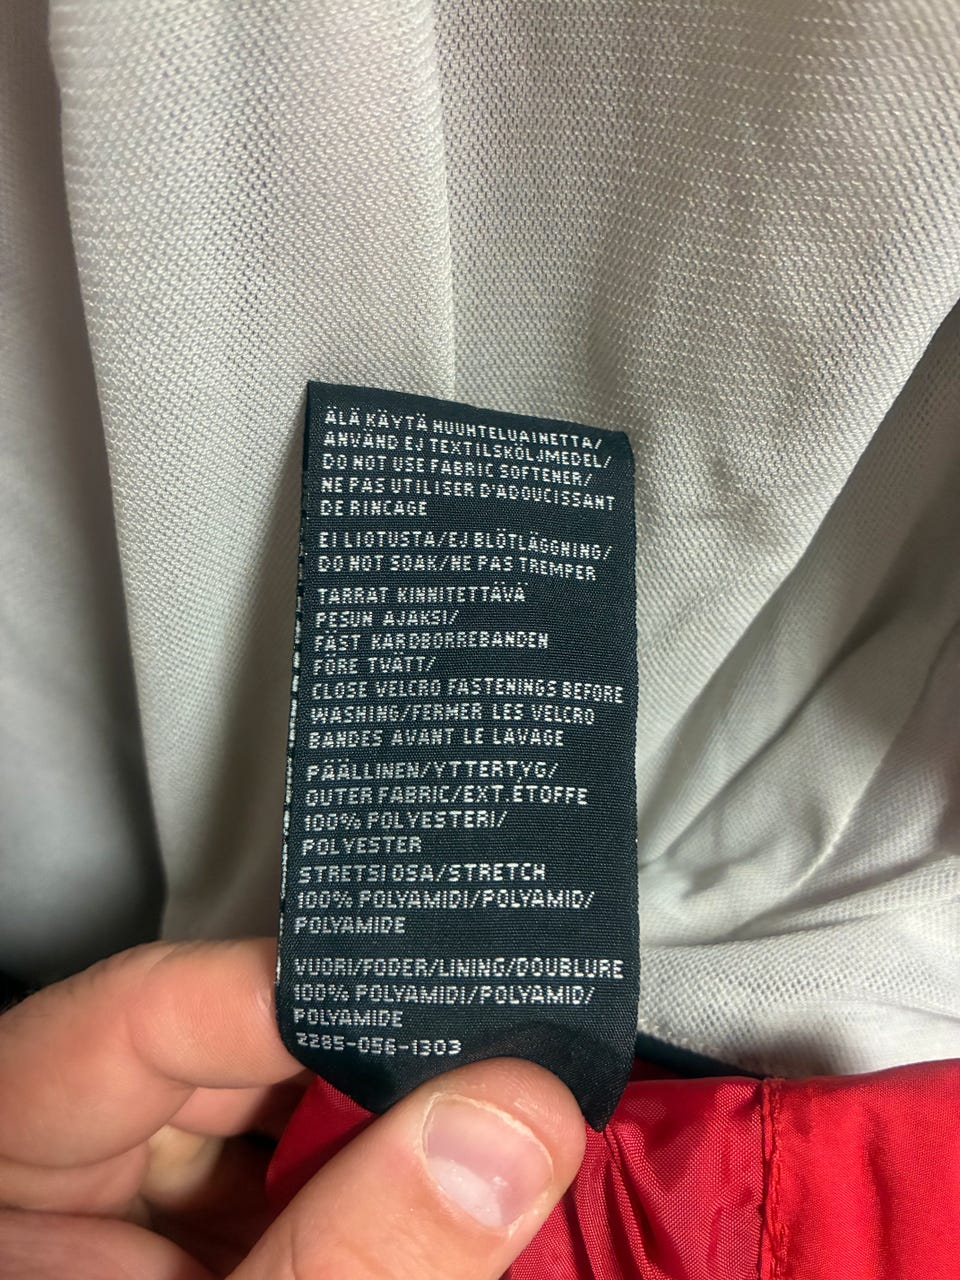 ÄLÄ KÄYTÄ HUUHTELUAINETTA/
ANVÄND EJ TEXTILSKÖLJMEDEL/
DO NOT USE FABRIC SOFTENER/
NE PAS UTILISER D'ADOUCISSANT
DE RINCAGE
EI LIOTUSTA/EJ BLÖTLÄGGNING/
DO NOT SOAK/NE PAS TREMPER
TARRAT KINNITETTÄVÄ
PESUN AJAKSI/
FÄST KARDBORREBANDEN
FÖRE TVÄTT/
CLOSE VELCRO FASTENINGS BEFORE
WASHING/FERMER LES VELCRO
BANDES AVANT LE LAVAGE
PÄÄLLINEN/YTTERTYG/
OUTER FABRIC/EXT.ÉTOFFE
100% POLYESTERI/
POLYESTER
STRETSIOSA/STRETCH
100% POLYAMIDI/POLYAMID/
POLYAMIDE
VUORI/FODER/LINING/DOUBLURE
100% POLYAMIDI/POLYAMID/
POLYAMIDE
2285-056-1303